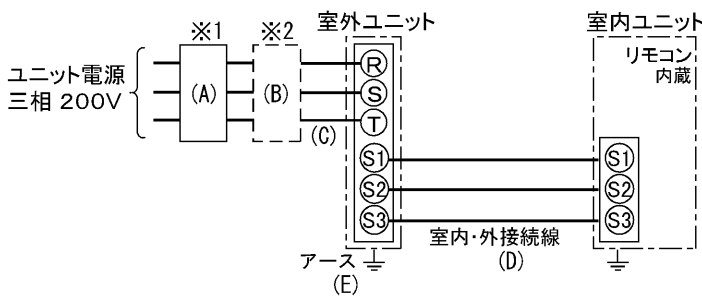 ※1
※2
室外ユニット
室内ユニット
ユニット電源
三相 200V
(A)
(B)
(C)
R
S
T
S1
S2
S3
リモコン
内蔵
S1
S2
S3
室内・外接続線
(D)
アース
(E)